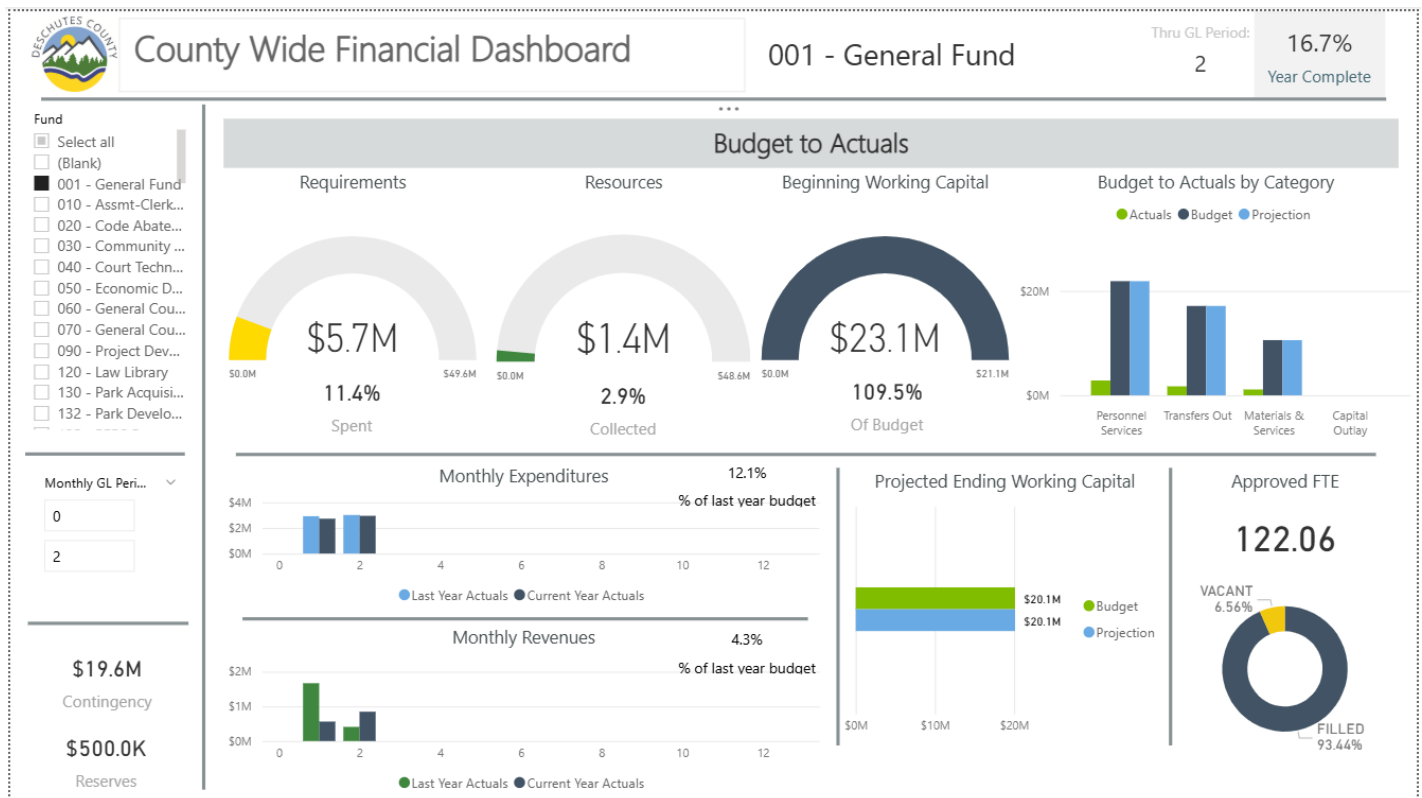 DESCHUTES COUNTY
County Wide Financial Dashboard
001 - General Fund
Thru GL Period:
2
16.7%
Year Complete
Fund
Select all
(Blank)
001 - General Fund
010 - Assmt-Clerk...
020 - Code Abate...
030 - Community ...
040 - Court Techn...
050 - Economic D...
060 - General Cou...
070 - General Cou...
090 - Project Dev...
120 - Law Library
130 - Park Acquisi...
132 - Park Develo...
Monthly GL Peri...
0
2
$19.6M
Contingency
$500.0K
Reserves
Budget to Actuals
Requirements
$5.7M
$0.0M
$49.6M
11.4%
Spent
Resources
$1.4M
$0.0M
$48.6M
2.9%
Collected
Beginning Working Capital
$23.1M
$0.0M
$21.1M
109.5%
Of Budget
Budget to Actuals by Category
Actuals Budget Projection
$20M
$0M
Personnel Services
Transfers Out
Materials & Services
Capital Outlay
Monthly Expenditures
12.1%
% of last year budget
$4M
$2M
$0M
0 2 4 6 8 10 12
Last Year Actuals Current Year Actuals
Monthly Revenues
4.3%
% of last year budget
$2M
$1M
$0M
0 2 4 6 8 10 12
Last Year Actuals Current Year Actuals
Projected Ending Working Capital
$20.1M
$20.1M
Budget
Projection
$0M $10M $20M
Approved FTE
122.06
VACANT
6.56%
FILLED
93.44%